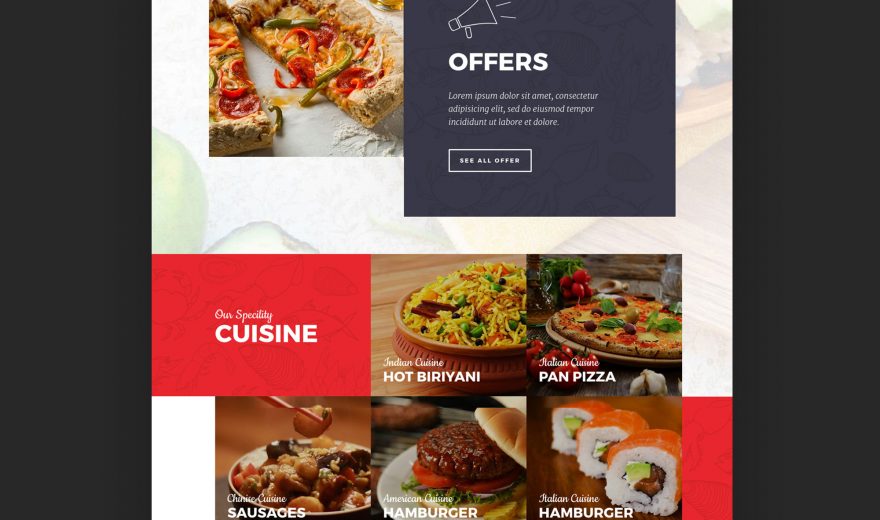 OFFERS
Lorem ipsum dolor sit amet, consectetur
adipisicing elit, sed do eiusmod tempor
incididunt ut labore et dolore.
SEE ALL OFFER
Our Specility
CUISINE
Indian Cuisine
HOT BIRIYANI
Italian Cuisine
PAN PIZZA
Chinise Cuisine
SAUSAGES
American Cuisine
HAMBURGER
Italian Cuisine
HAMBURGER